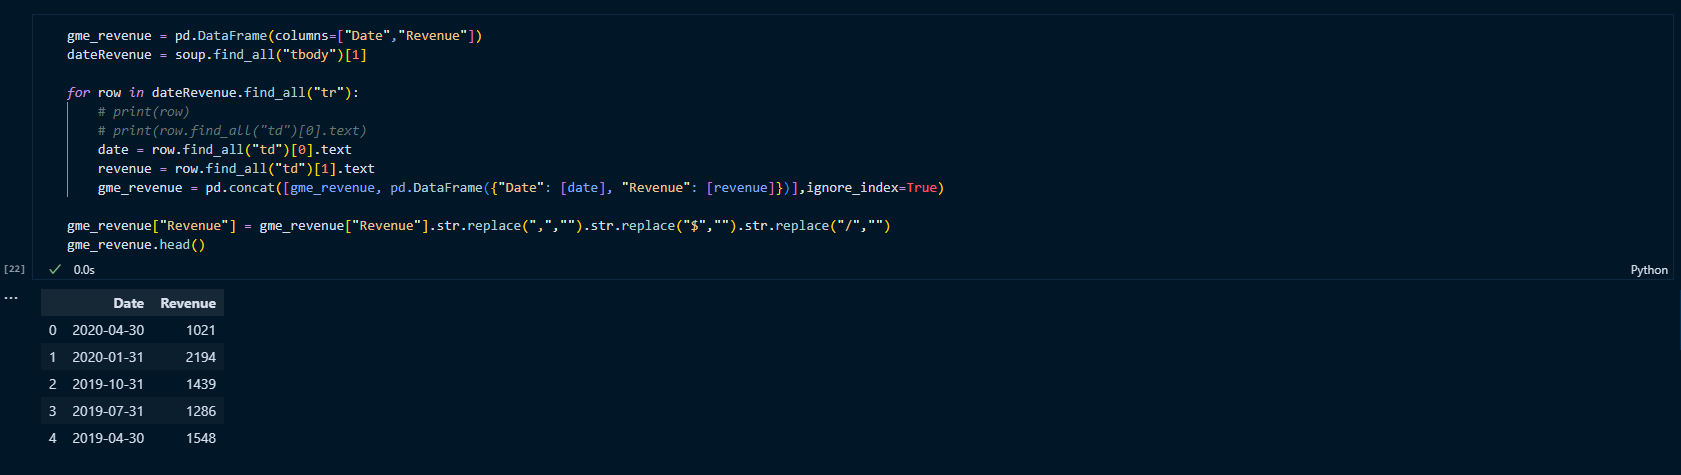 gme_revenue = pd.DataFrame(columns=["Date","Revenue"])
dateRevenue = soup.find_all("tbody")[1]
for row in dateRevenue.find_all("tr"):
# print(row)
# print(row.find_all("td")[0].text)
date = row.find_all("td")[0].text
revenue = row.find_all("td")[1].text
gme_revenue = pd.concat([gme_revenue, pd.DataFrame({"Date": [date], "Revenue": [revenue]})],ignore_index=True)
gme_revenue["Revenue"] = gme_revenue["Revenue"].str.replace(",","").str.replace("$","").str.replace("/","")
gme_revenue.head()
[22] ✓ 0.0s Python
...
Date Revenue
0 2020-04-30 1021
1 2020-01-31 2194
2 2019-10-31 1439
3 2019-07-31 1286
4 2019-04-30 1548